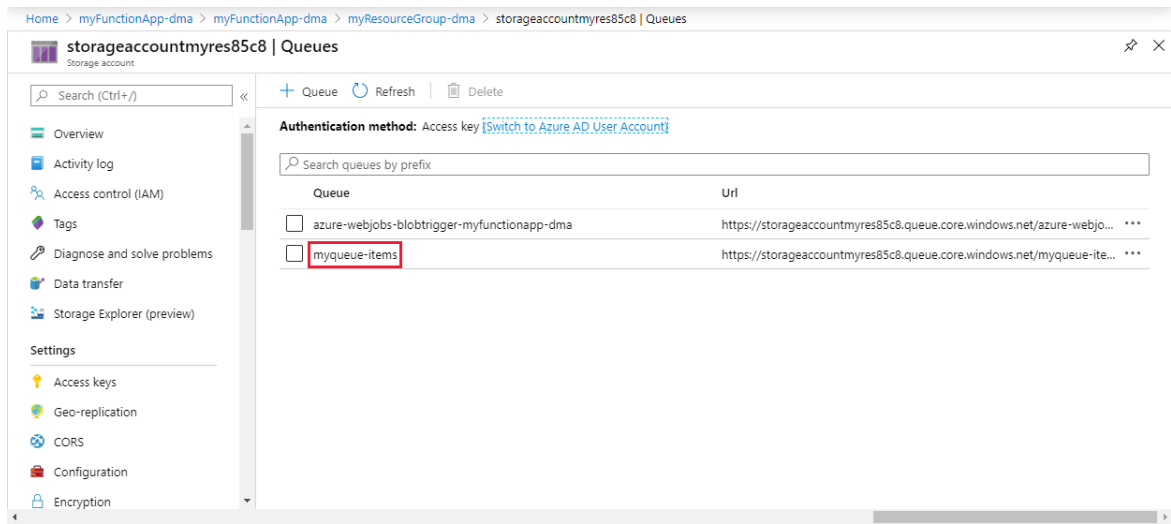 Home > myFunctionApp-dma > myFunctionApp-dma > myResourceGroup-dma > storageaccountmyres85c8 | Queues
storageaccountmyres85c8 | Queues
Storage account
Search (Ctrl+/)
«
Overview
Activity log
Access control (IAM)
Tags
Diagnose and solve problems
Data transfer
Storage Explorer (preview)
Settings
Access keys
Geo-replication
CORS
Configuration
Encryption
Queue Refresh Delete
Authentication method: Access key (Switch to Azure AD User Account)
Search queues by prefix
Queue Url
azure-webjobs-blobtrigger-myfunctionapp-dma https://storageaccountmyres85c8.queue.core.windows.net/azure-webjo... •••
myqueue-items https://storageaccountmyres85c8.queue.core.windows.net/myqueue-ite... •••